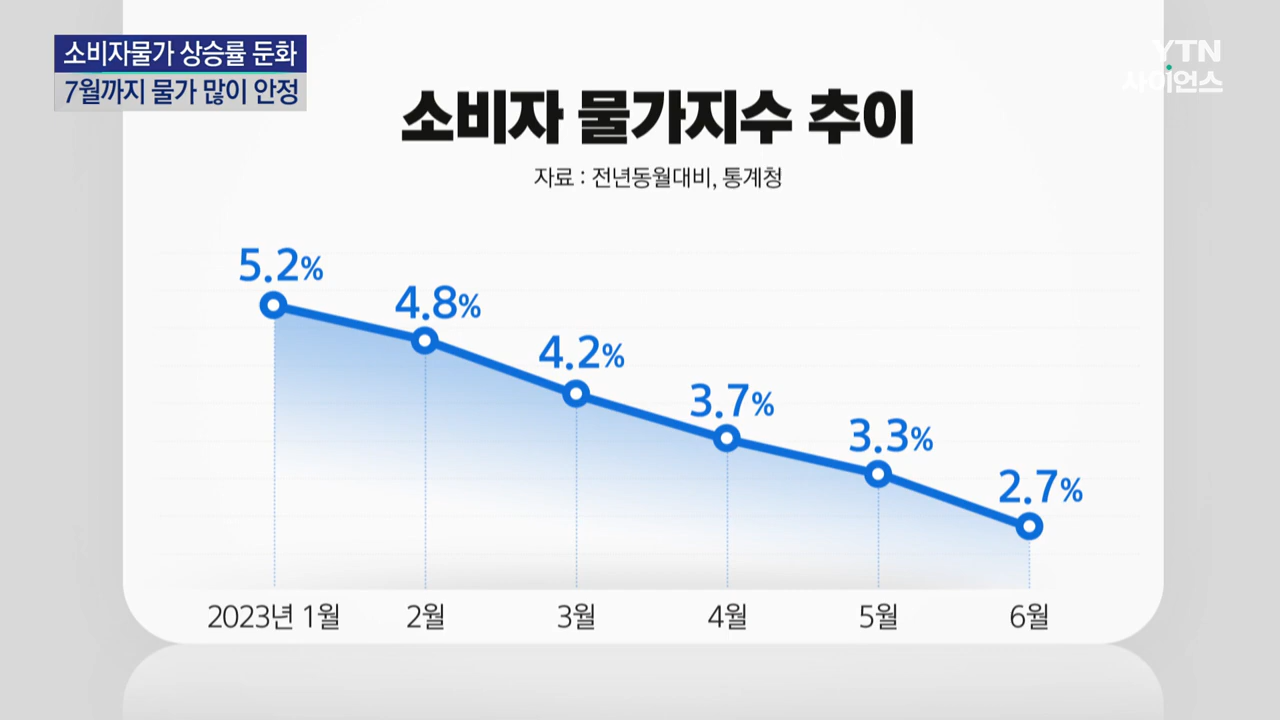 소비자물가 상승률 둔화
7월까지 물가 많이 안정
YTN
사이언스
소비자 물가지수 추이
자료 : 전년동월대비, 통계청
5.2%
4.8%
4.2%
3.7%
3.3%
2.7%
2023년 1월 2월 3월 4월 5월 6월